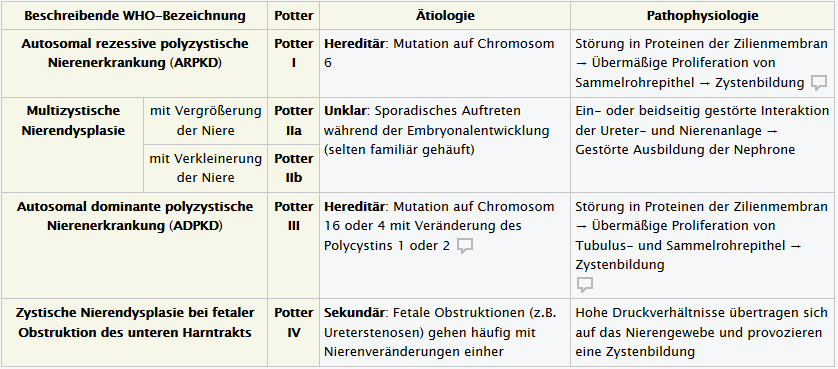 Beschreibende WHO-Bezeichnung Potter Ätiologie Pathophysiologie
Autosomal rezessive polyzystische
Nierenerkrankung (ARPKD)
Potter
I
Hereditär: Mutation auf Chromosom
6
Störung in Proteinen der Zilienmembran
→ Übermäßige Proliferation von
Sammelrohrepithel → Zystenbildung
Multizystische
Nierendysplasie
mit Vergrößerung
der Niere
Potter
IIa
Unklar: Sporadisches Auftreten
während der Embryonalentwicklung
(selten familiär gehäuft)
Ein- oder beidseitig gestörte Interaktion
der Ureter- und Nierenanlage →
Gestörte Ausbildung der Nephrone
mit Verkleinerung
der Niere
Potter
IIb
Autosomal dominante polyzystische
Nierenerkrankung (ADPKD)
Potter
III
Hereditär: Mutation auf Chromosom
16 oder 4 mit Veränderung des
Polycystins 1 oder 2
Störung in Proteinen der Zilienmembran
→ Übermäßige Proliferation von
Tubulus- und Sammelrohrepithel →
Zystenbildung
Zystische Nierendysplasie bei fetaler
Obstruktion des unteren Harntrakts
Potter
IV
Sekundär: Fetale Obstruktionen (z.B.
Ureterstenosen) gehen häufig mit
Nierenveränderungen einher
Hohe Druckverhältnisse übertragen sich
auf das Nierengewebe und provozieren
eine Zystenbildung